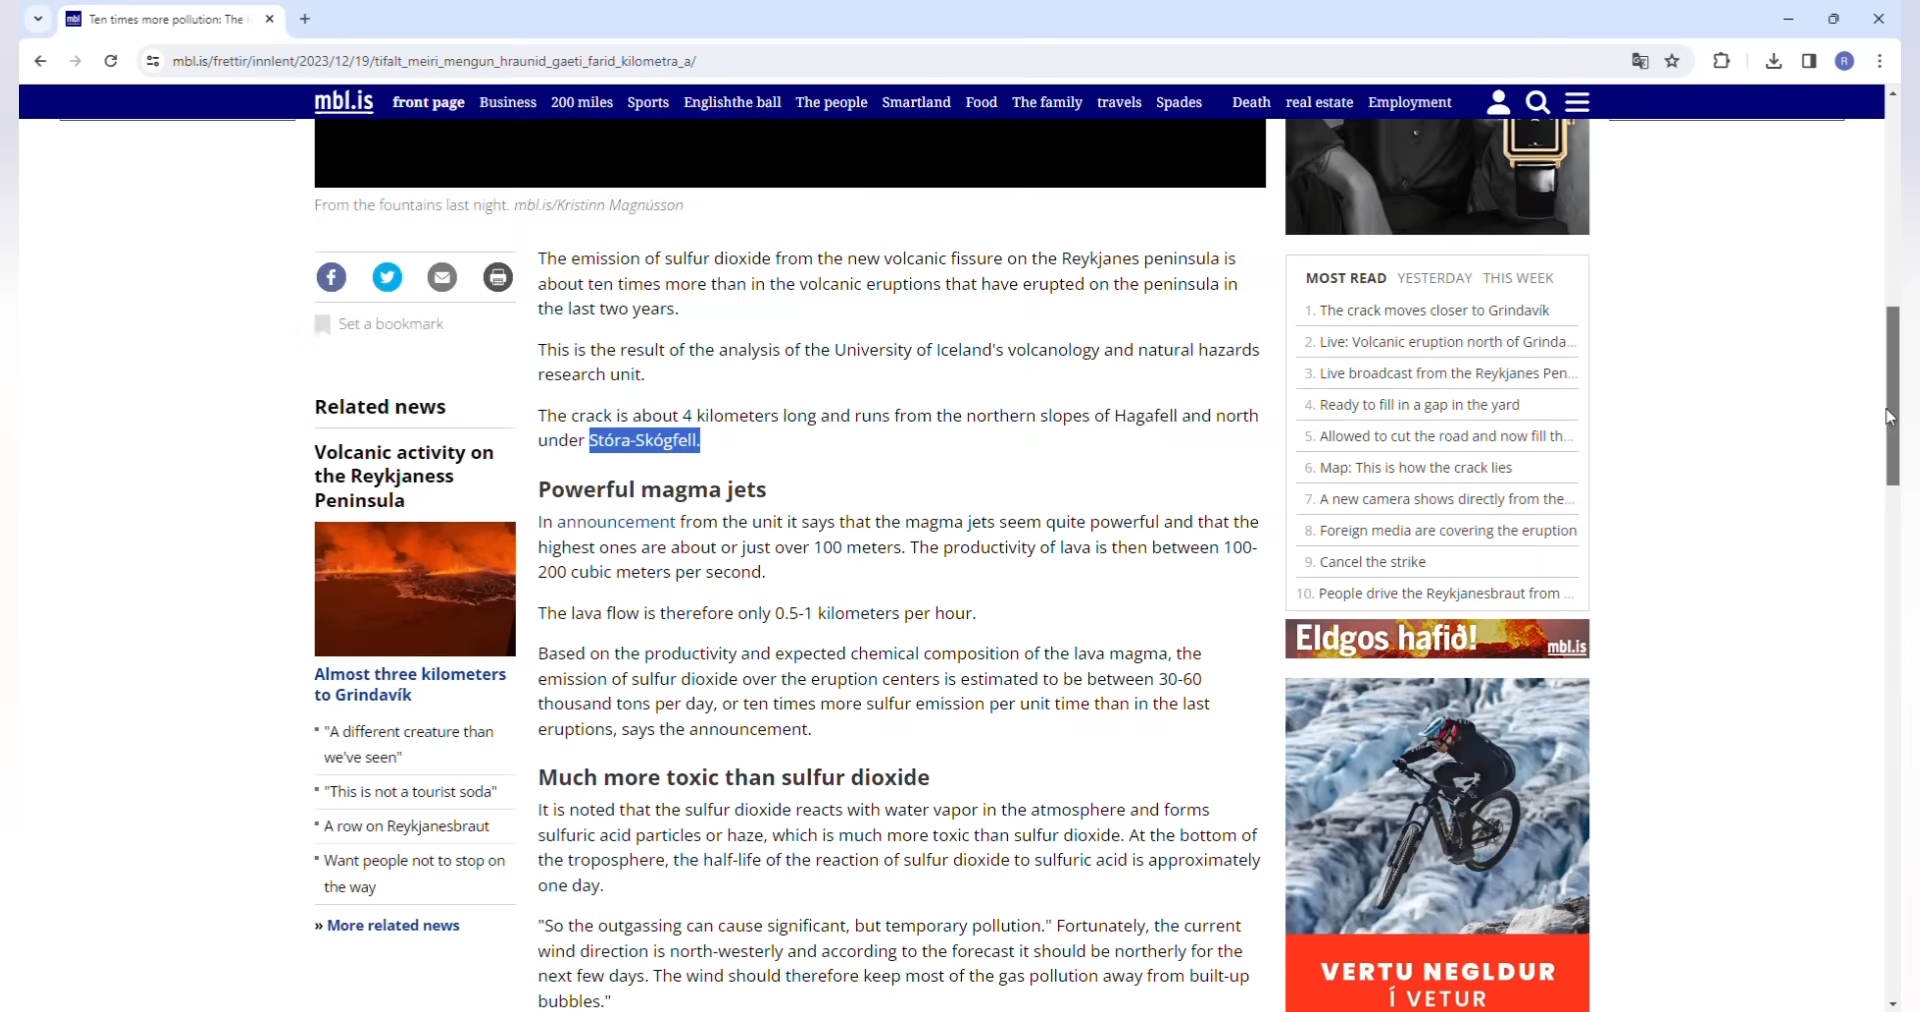 mbl Ten times more pollution: The
mbl.is/frettir/innlent/2023/12/19/tifalt_meiri_mengun_hraunid_gaeti_farid_kilometra_a/
R
mbl.is front page Business 200 miles Sports Englishthe ball The people Smartland Food The family travels Spades Death real estate Employment
From the fountains last night. mbl.is/Kristinn Magnússon
Set a bookmark
Related news
Volcanic activity on
the Reykjaness
Peninsula
Almost three kilometers
to Grindavík
"A different creature than
we've seen"
"This is not a tourist soda"
A row on Reykjanesbraut
Want people not to stop on
the way
» More related news
The emission of sulfur dioxide from the new volcanic fissure on the Reykjanes peninsula is
about ten times more than in the volcanic eruptions that have erupted on the peninsula in
the last two years.
This is the result of the analysis of the University of Iceland's volcanology and natural hazards
research unit.
The crack is about 4 kilometers long and runs from the northern slopes of Hagafell and north
under Stóra-Skógfell.
Powerful magma jets
In announcement from the unit it says that the magma jets seem quite powerful and that the
highest ones are about or just over 100 meters. The productivity of lava is then between 100-
200 cubic meters per second.
The lava flow is therefore only 0.5-1 kilometers per hour.
Based on the productivity and expected chemical composition of the lava magma, the
emission of sulfur dioxide over the eruption centers is estimated to be between 30-60
thousand tons per day, or ten times more sulfur emission per unit time than in the last
eruptions, says the announcement.
Much more toxic than sulfur dioxide
It is noted that the sulfur dioxide reacts with water vapor in the atmosphere and forms
sulfuric acid particles or haze, which is much more toxic than sulfur dioxide. At the bottom of
the troposphere, the half-life of the reaction of sulfur dioxide to sulfuric acid is approximately
one day.
"So the outgassing can cause significant, but temporary pollution." Fortunately, the current
wind direction is north-westerly and according to the forecast it should be northerly for the
next few days. The wind should therefore keep most of the gas pollution away from built-up
bubbles."
MOST READ YESTERDAY THIS WEEK
1. The crack moves closer to Grindavík
2. Live: Volcanic eruption north of Grinda...
3. Live broadcast from the Reykjanes Pen...
4. Ready to fill in a gap in the yard
5. Allowed to cut the road and now fill th...
6. Map: This is how the crack lies
7. A new camera shows directly from the...
8. Foreign media are covering the eruption
9. Cancel the strike
10. People drive the Reykjanesbraut from ...
Eldgos hafið!
mbl.is
VERTU NEGLDUR
Í VETUR